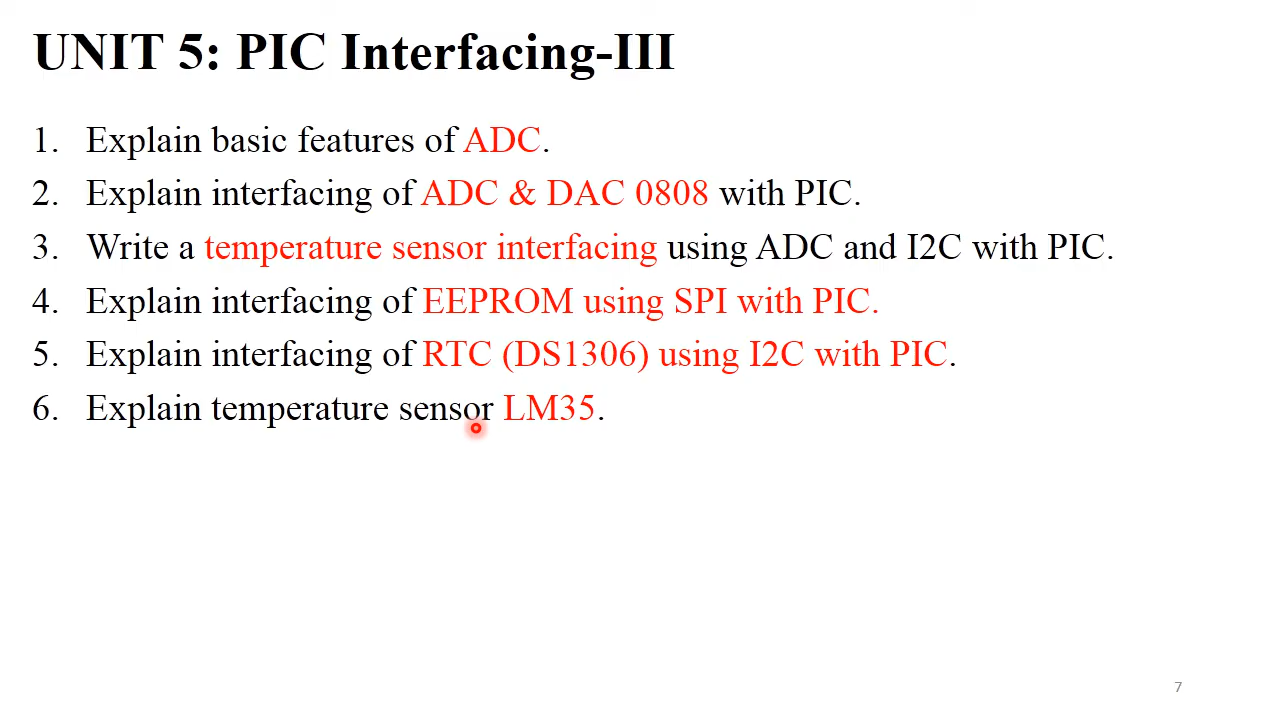 UNIT 5: PIC Interfacing-III
1. Explain basic features of ADC.
2. Explain interfacing of ADC & DAC 0808 with PIC.
3. Write a temperature sensor interfacing using ADC and I2C with PIC.
4. Explain interfacing of EEPROM using SPI with PIC.
5. Explain interfacing of RTC (DS1306) using I2C with PIC.
6. Explain temperature sensor LM35.
7